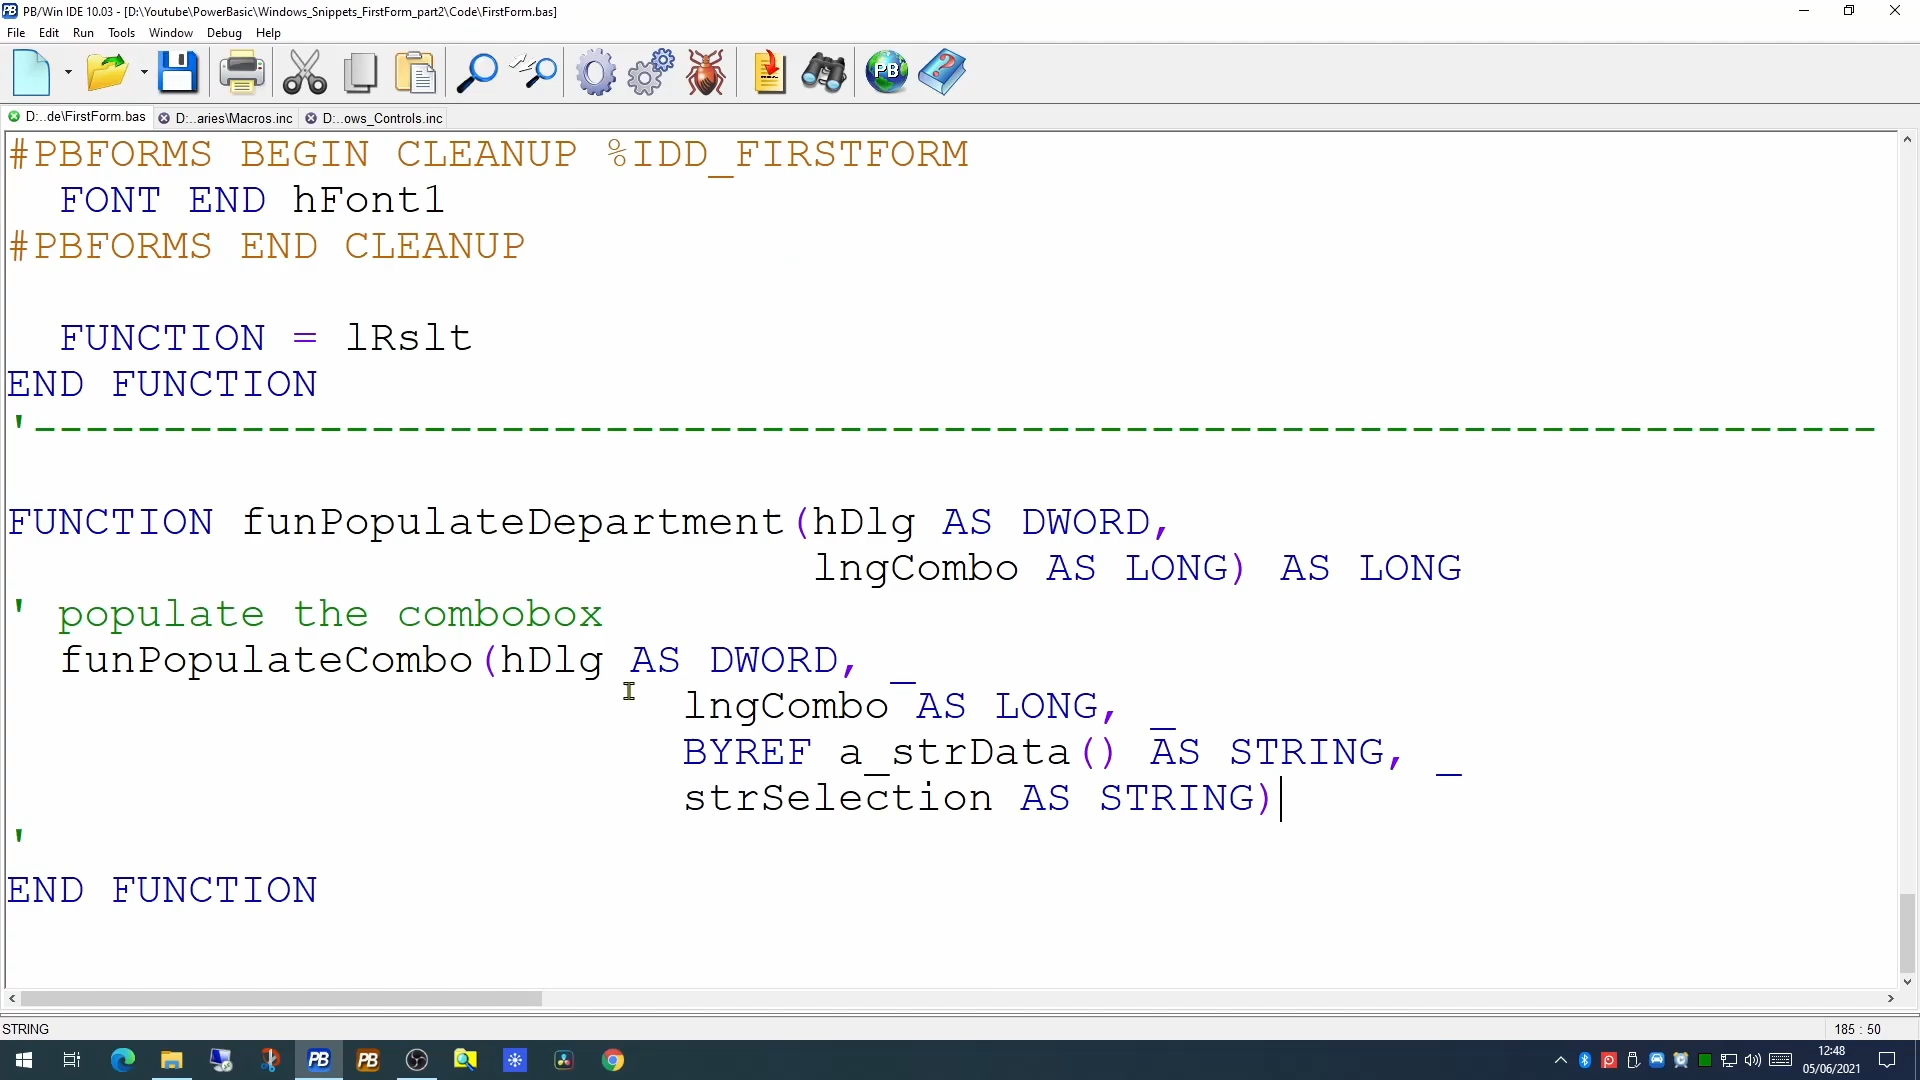 PB/Win IDE 10.03 - [D:\Youtube\PowerBasic\Windows_Snippets_FirstForm_part2\Code\FirstForm.bas]
File Edit Run Tools Window Debug Help
D:..de\FirstForm.bas D:..aries\Macros.inc D:..ows_Controls.inc
#PBFORMS BEGIN CLEANUP %IDD_FIRSTFORM
FONT END hFont1
#PBFORMS END CLEANUP
FUNCTION = lRslt
END FUNCTION
'-----------------------------------------------------------------------
FUNCTION funPopulateDepartment(hDlg AS DWORD,
lngCombo AS LONG) AS LONG
' populate the combobox
funPopulateCombo(hDlg AS DWORD, _
lngCombo AS LONG, _
BYREF a_strData() AS STRING, _
strSelection AS STRING)
'
END FUNCTION
STRING 185 : 50
12:48
05/06/2021